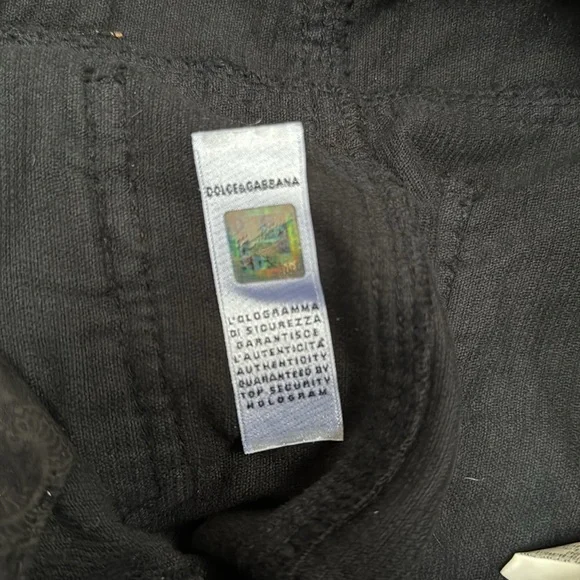 DOLCE&GABBANA
L'OLOGRAMMA
DI SICUREZZA
GARANTISCE
L'AUTENTICITÀ
AUTHENTICITY
GUARANTEED BY
TOP SECURITY
HOLOGRAM